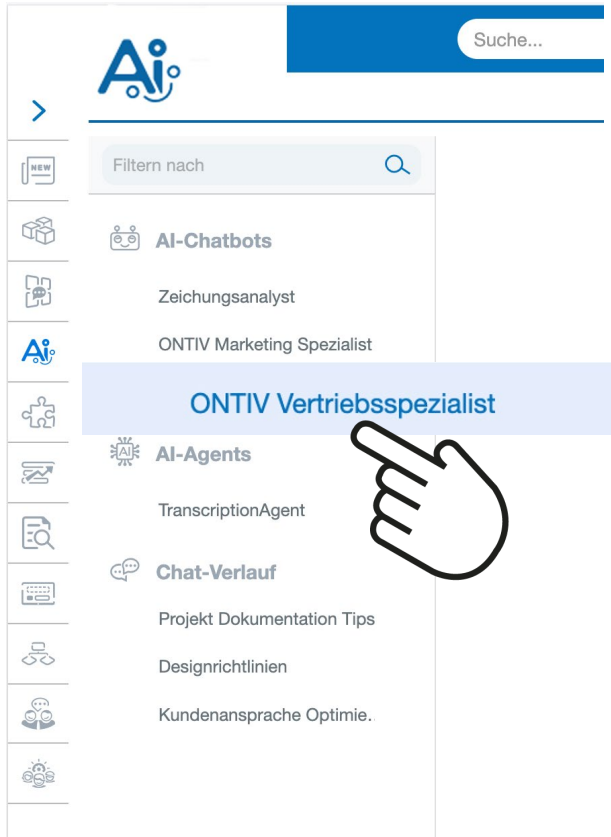 Ai
Suche...
NEW
Filtern nach
AI-Chatbots
Zeichungsanalyst
ONTIV Marketing Spezialist
Ai
ONTIV Vertriebsspezialist
AI
AI-Agents
TranscriptionAgent
Chat-Verlauf
Projekt Dokumentation Tips
Designrichtlinien
Kundenansprache Optimie.